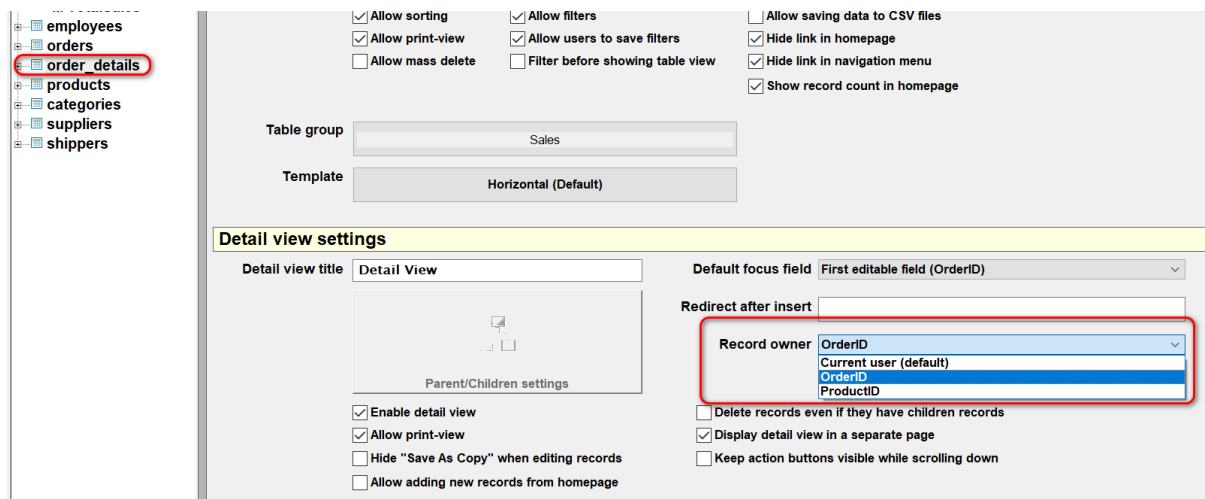 employees
orders
order_details
products
categories
suppliers
shippers
Allow sorting
Allow filters
Allow saving data to CSV files
Allow print-view
Allow users to save filters
Hide link in homepage
Allow mass delete
Filter before showing table view
Hide link in navigation menu
Show record count in homepage
Table group
Sales
Template
Horizontal (Default)
Detail view settings
Detail view title
Detail View
Default focus field
First editable field (OrderID)
Redirect after insert
Record owner
OrderID
Current user (default)
OrderID
ProductID
Parent/Children settings
Enable detail view
Delete records even if they have children records
Allow print-view
Display detail view in a separate page
Hide "Save As Copy" when editing records
Keep action buttons visible while scrolling down
Allow adding new records from homepage